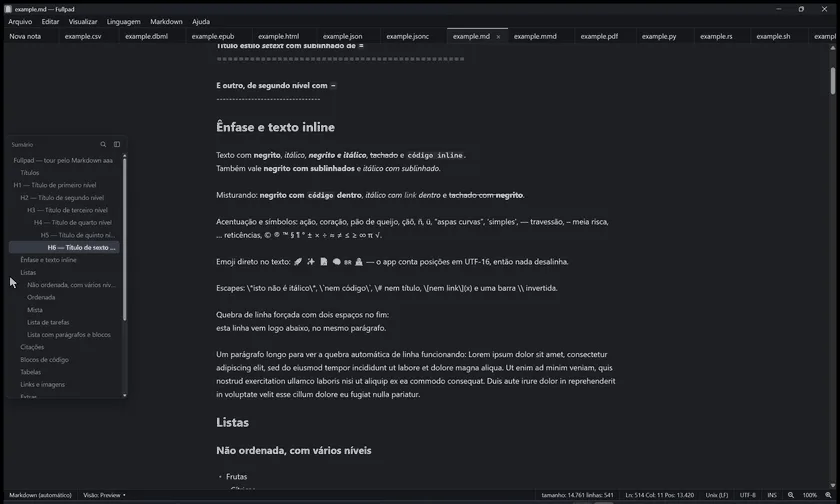 example.md — Fullpad
Arquivo Editar Visualizar Linguagem Markdown Ajuda
Nova nota example.csv example.dbml example.epub example.html example.json example.jsonc example.md × example.mmd example.pdf example.py example.rs example.sh exampl
Título estilo setext com sublinhado de =
===============================================
E outro, de segundo nível com -
---------------------------------
Ênfase e texto inline
Texto com negrito, itálico, negrito e itálico, tachado e código inline.
Também vale negrito com sublinhados e itálico com sublinhado.
Misturando: negrito com código dentro, itálico com link dentro e tachado com negrito.
Acentuação e símbolos: ação, coração, pão de queijo, çãõ, ñ, ü, "aspas curvas", 'simples', — travessão, – meia risca,
... reticências, © ® ™ § ¶ ° ± × ÷ ≈ ≠ ≤ ≥ ∞ π √.
Emoji direto no texto: 🚀 ✨ 📝 🧠 🇧🇷 — o app conta posições em UTF-16, então nada desalinha.
Escapes: \*isto não é itálico\*, \`nem código\`, \# nem título, \[nem link\](x) e uma barra \\ invertida.
Quebra de linha forçada com dois espaços no fim:
esta linha vem logo abaixo, no mesmo parágrafo.
Um parágrafo longo para ver a quebra automática de linha funcionando: Lorem ipsum dolor sit amet, consectetur
adipiscing elit, sed do eiusmod tempor incididunt ut labore et dolore magna aliqua. Ut enim ad minim veniam, quis
nostrud exercitation ullamco laboris nisi ut aliquip ex ea commodo consequat. Duis aute irure dolor in reprehenderit
in voluptate velit esse cillum dolore eu fugiat nulla pariatur.
Listas
Não ordenada, com vários níveis
Frutas
Sumário
Fullpad — tour pelo Markdown aaa
Títulos
H1 — Título de primeiro nível
H2 — Título de segundo nível
H3 — Título de terceiro nível
H4 — Título de quarto nível
H5 — Título de quinto ní...
H6 — Título de sexto ...
Ênfase e texto inline
Listas
Não ordenada, com vários nív...
Ordenada
Mista
Lista de tarefas
Lista com parágrafos e blocos
Citações
Blocos de código
Tabelas
Links e imagens
Extras
Markdown (automático) Visão: Preview tamanho: 14.761 linhas: 541 Ln: 514 Col: 11 Pos: 13.420 Unix (LF) UTF-8 INS 100%